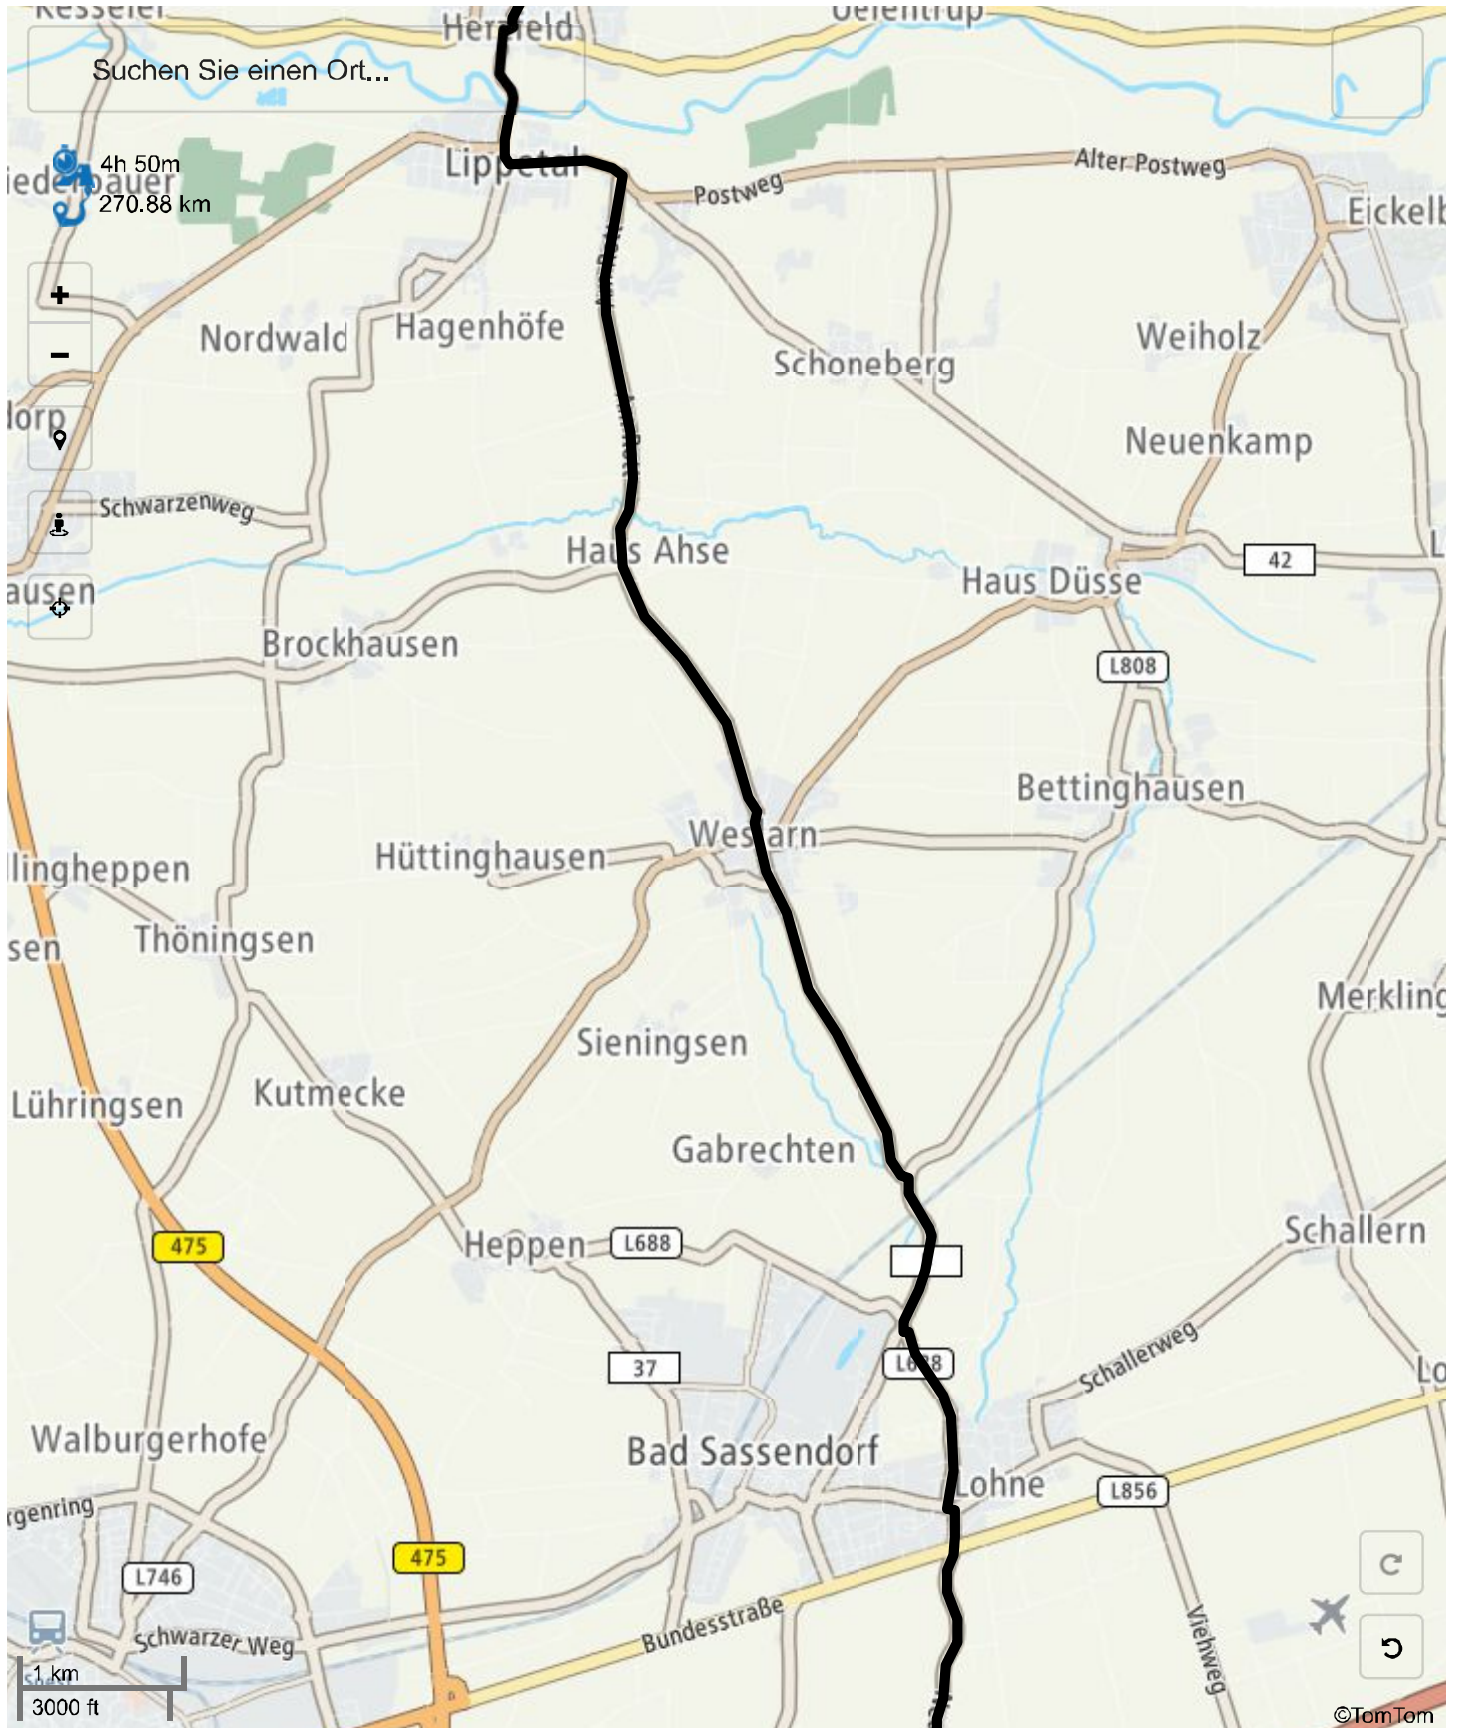 Herzfeld
Suchen Sie einen Ort...
4h 50m
270.88 km
Lippetal
Postweg
Alter Postweg
Nordwald
Hagenhöfe
Schoneberg
Weiholz
Neuenkamp
Schwarzenweg
Haus Ahse
Haus Düsse
42
Brockhausen
L808
Bettinghausen
Weslarn
Hüttinghausen
Thöningsen
Sieningsen
Lühringsen
Kutmecke
Gabrechten
475
Heppen
L688
Schallern
37
L688
Schallerweg
Walburgerhofe
Bad Sassendorf
Lohne
L856
475
L746
Schwarzer Weg
Bundesstraße
Viehweg
1 km
3000 ft
©TomTom